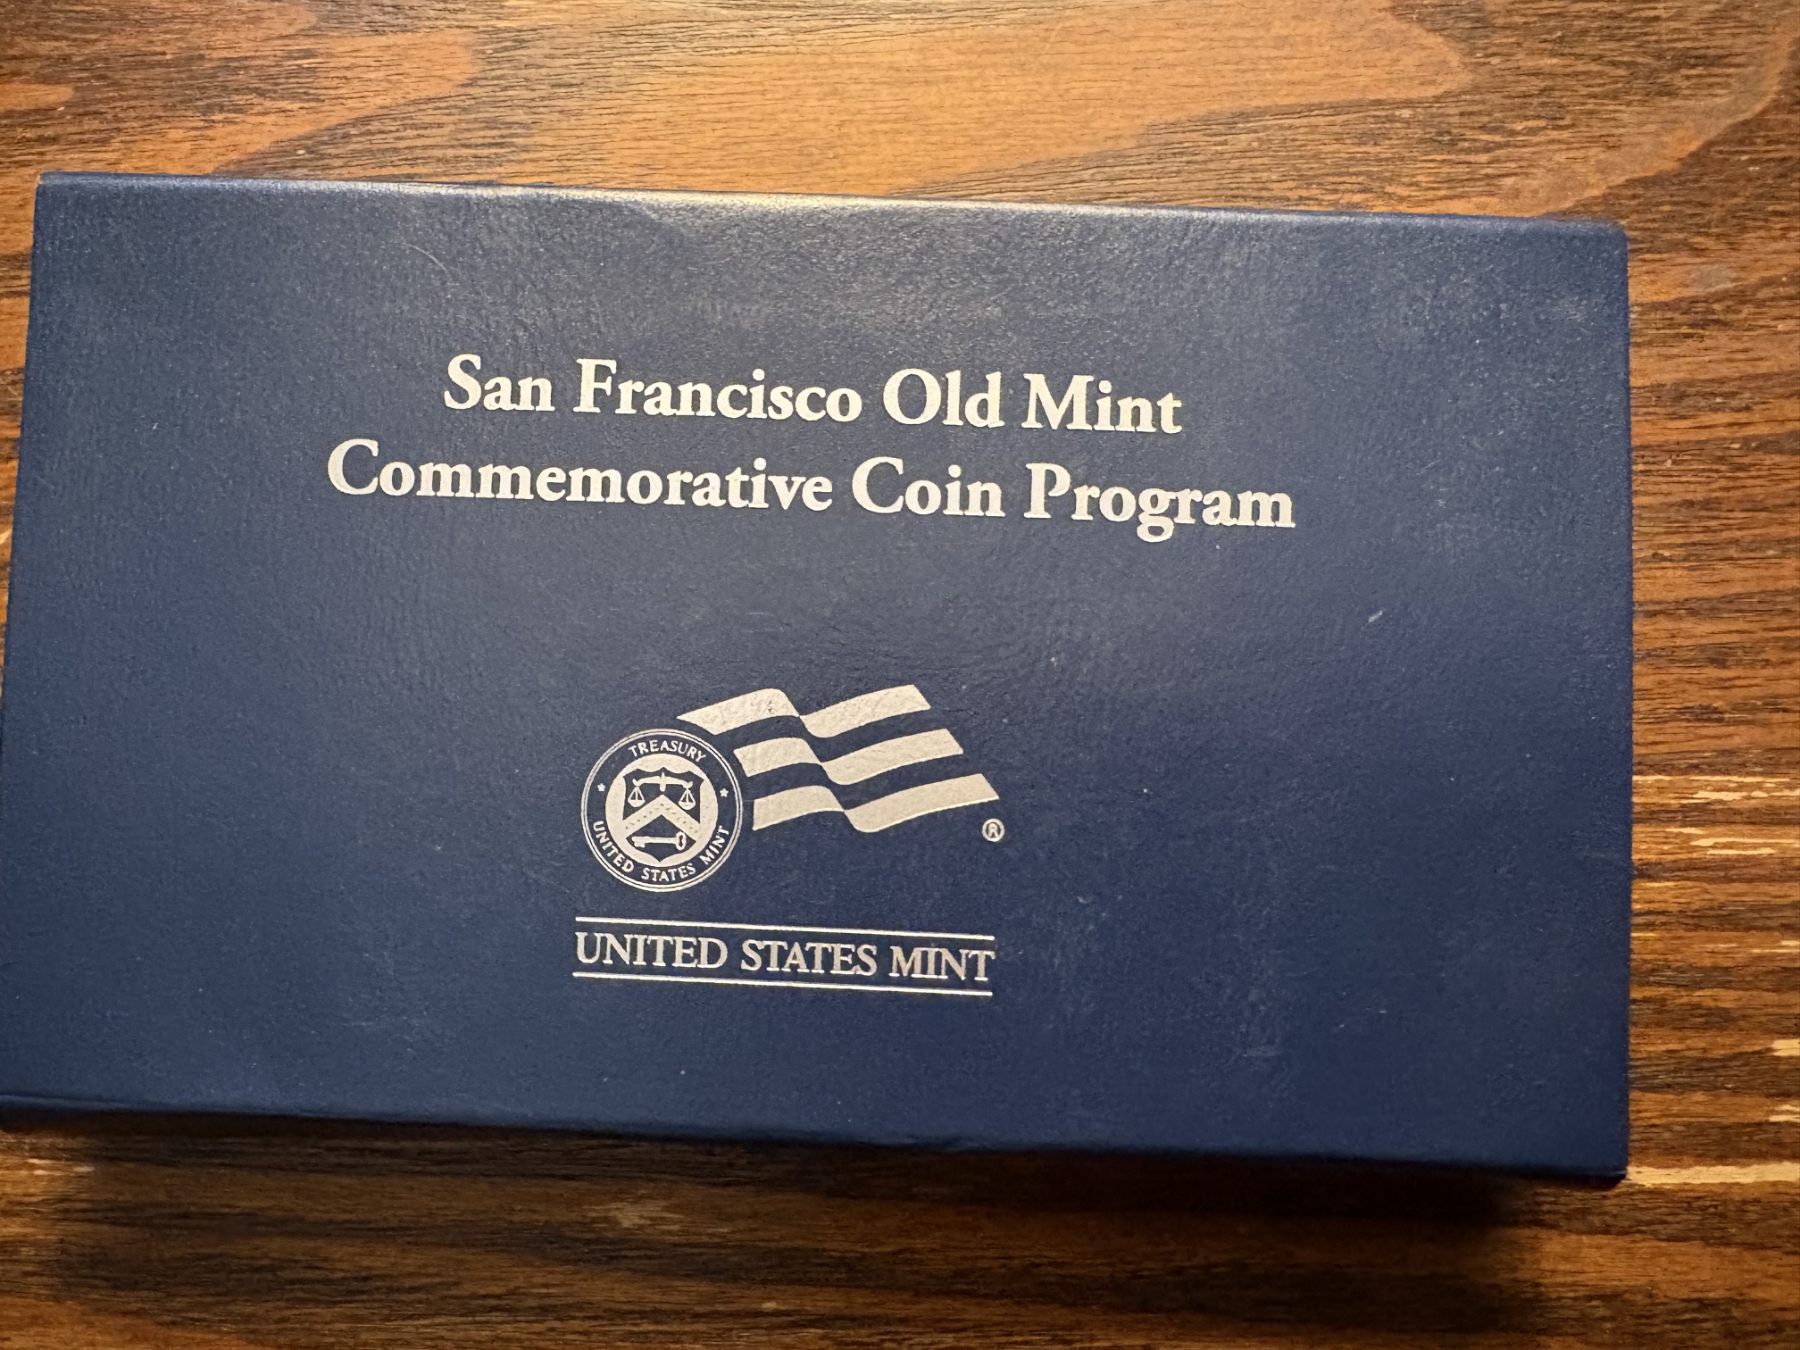 San Francisco Old Mint
Commemorative Coin Program
TREASURY
UNITED STATES MINT
®
UNITED STATES MINT